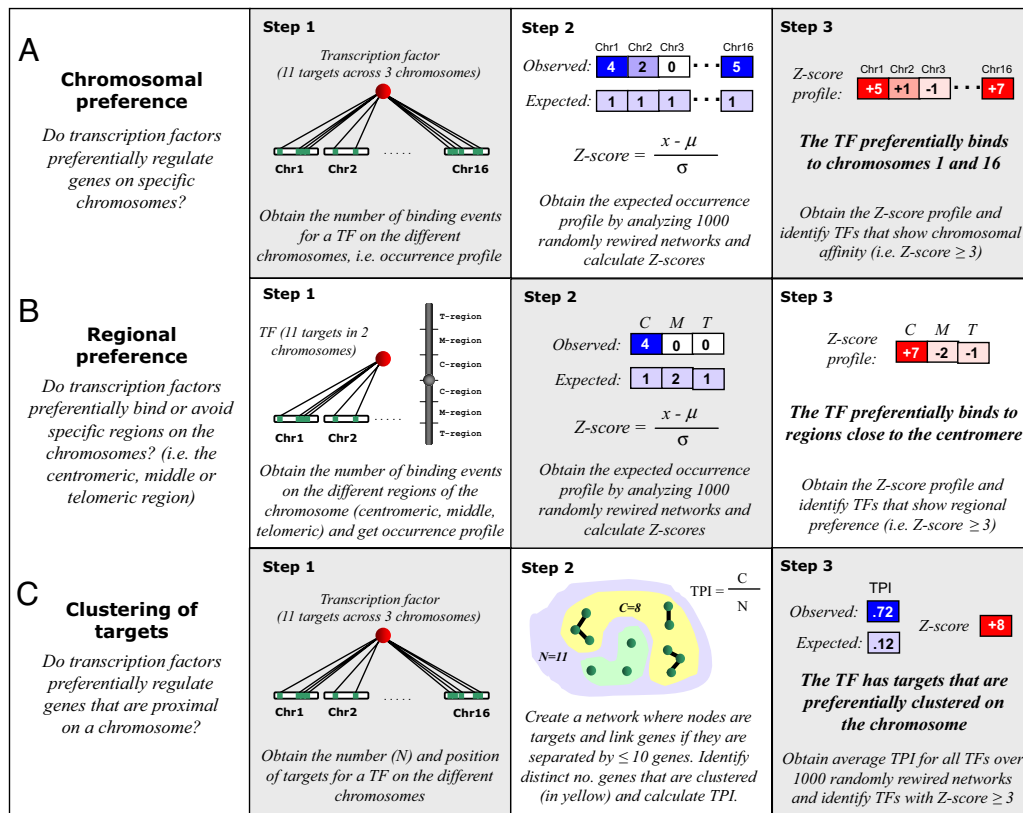 A
Chromosomal
preference
Do transcription factors
preferentially regulate
genes on specific
chromosomes?
Step 1
Transcription factor
(11 targets across 3 chromosomes)
Chr1 Chr2 ..... Chr16
Obtain the number of binding events
for a TF on the different
chromosomes, i.e. occurrence profile
Step 2
Chr1 Chr2 Chr3 Chr16
Observed: 4 2 0 ... 5
Expected: 1 1 1 ... 1
Z-score = x - μ
σ
Obtain the expected occurrence
profile by analyzing 1000
randomly rewired networks and
calculate Z-scores
Step 3
Chr1 Chr2 Chr3 Chr16
Z-score
profile: +5 +1 -1 ... +7
The TF preferentially binds
to chromosomes 1 and 16
Obtain the Z-score profile and
identify TFs that show chromosomal
affinity (i.e. Z-score ≥ 3)
B
Regional
preference
Do transcription factors
preferentially bind or avoid
specific regions on the
chromosomes? (i.e. the
centromeric, middle or
telomeric region)
Step 1
TF (11 targets in 2
chromosomes)
Chr1 Chr2 .....
T-region
M-region
C-region
C-region
M-region
T-region
Obtain the number of binding events
on the different regions of the
chromosome (centromeric, middle,
telomeric) and get occurrence profile
Step 2
C M T
Observed: 4 0 0
Expected: 1 2 1
Z-score = x - μ
σ
Obtain the expected occurrence
profile by analyzing 1000
randomly rewired networks and
calculate Z-scores
Step 3
C M T
Z-score
profile: +7 -2 -1
The TF preferentially binds to
regions close to the centromere
Obtain the Z-score profile and
identify TFs that show regional
preference (i.e. Z-score ≥ 3)
C
Clustering of
targets
Do transcription factors
preferentially regulate
genes that are proximal
on a chromosome?
Step 1
Transcription factor
(11 targets across 3 chromosomes)
Chr1 Chr2 ..... Chr16
Obtain the number (N) and position
of targets for a TF on the different
chromosomes
Step 2
TPI = C
N
C=8
N=11
Create a network where nodes are
targets and link genes if they are
separated by ≤ 10 genes. Identify
distinct no. genes that are clustered
(in yellow) and calculate TPI.
Step 3
TPI
Observed: .72
Expected: .12
Z-score +8
The TF has targets that are
preferentially clustered on
the chromosome
Obtain average TPI for all TFs over
1000 randomly rewired networks
and identify TFs with Z-score ≥ 3